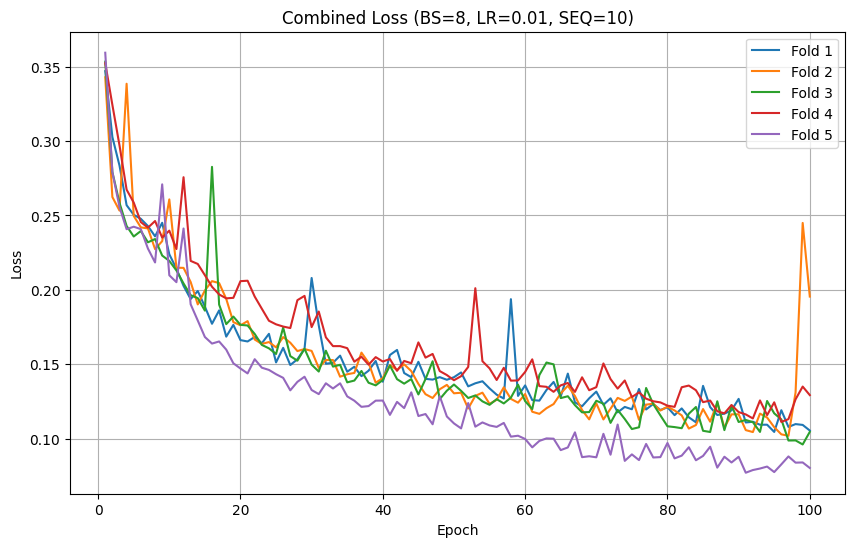 Combined Loss (BS=8, LR=0.01, SEQ=10)
Fold 1
Fold 2
Fold 3
Fold 4
Fold 5
Loss
0.35
0.30
0.25
0.20
0.15
0.10
0
20
40
60
80
100
Epoch